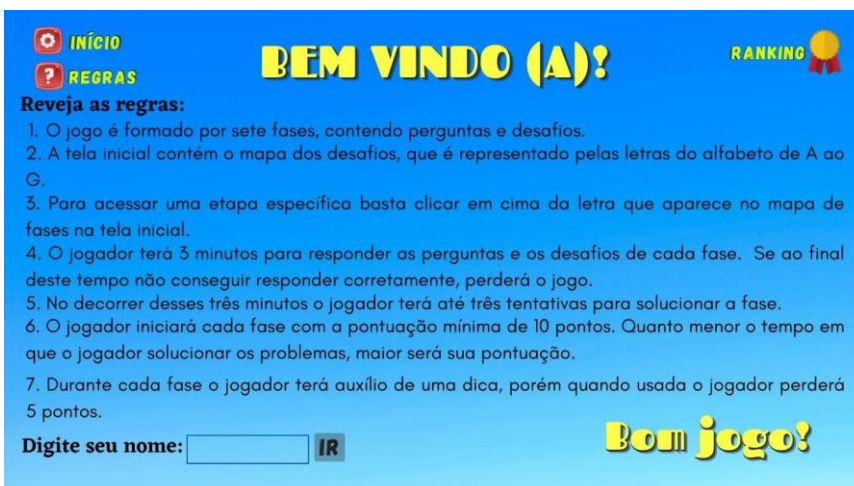 INÍCIO
BEM VINDO (A)!
RANKING
REGRAS
Reveja as regras:
1. O jogo é formado por sete fases, contendo perguntas e desafios.
2. A tela inicial contém o mapa dos desafios, que é representado pelas letras do alfabeto de A ao
G.
3. Para acessar uma etapa específica basta clicar em cima da letra que aparece no mapa de
fases na tela inicial.
4. O jogador terá 3 minutos para responder as perguntas e os desafios de cada fase. Se ao final
deste tempo não conseguir responder corretamente, perderá o jogo.
5. No decorrer desses três minutos o jogador terá até três tentativas para solucionar a fase.
6. O jogador iniciará cada fase com a pontuação mínima de 10 pontos. Quanto menor o tempo em
que o jogador solucionar os problemas, maior será sua pontuação.
7. Durante cada fase o jogador terá auxílio de uma dica, porém quando usada o jogador perderá
5 pontos.
Digite seu nome:
IR
Bom jogo!